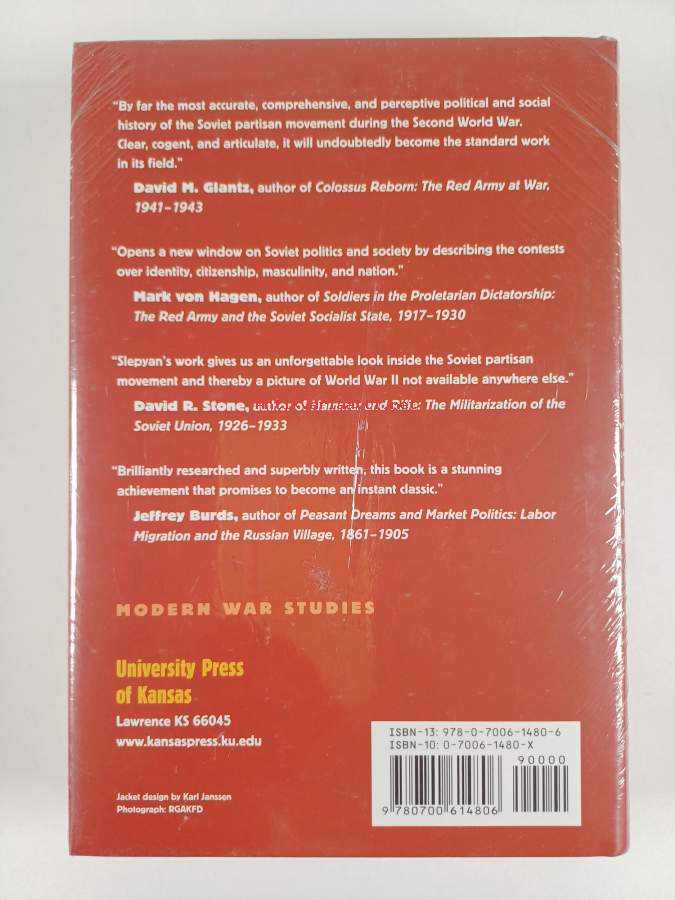 "By far the most accurate, comprehensive, and perceptive political and social
history of the Soviet partisan movement during the Second World War.
Clear, cogent, and articulate, it will undoubtedly become the standard work
in its field."
David M. Glantz, author of Colossus Reborn: The Red Army at War,
1941–1943
"Opens a new window on Soviet politics and society by describing the contests
over identity, citizenship, masculinity, and nation."
Mark von Hagen, author of Soldiers in the Proletarian Dictatorship:
The Red Army and the Soviet Socialist State, 1917–1930
"Slepyan's work gives us an unforgettable look inside the Soviet partisan
movement and thereby a picture of World War II not available anywhere else."
David R. Stone, author of Hammer and Rifle: The Militarization of the
Soviet Union, 1926–1933
"Brilliantly researched and superbly written, this book is a stunning
achievement that promises to become an instant classic."
Jeffrey Burds, author of Peasant Dreams and Market Politics: Labor
Migration and the Russian Village, 1861–1905
MODERN WAR STUDIES
University Press
of Kansas
Lawrence KS 66045
www.kansaspress.ku.edu
Jacket design by Karl Janssen
Photograph: RGAKFD
ISBN-13: 978-0-7006-1480-6
ISBN-10: 0-7006-1480-X
90000
9 780700 614806